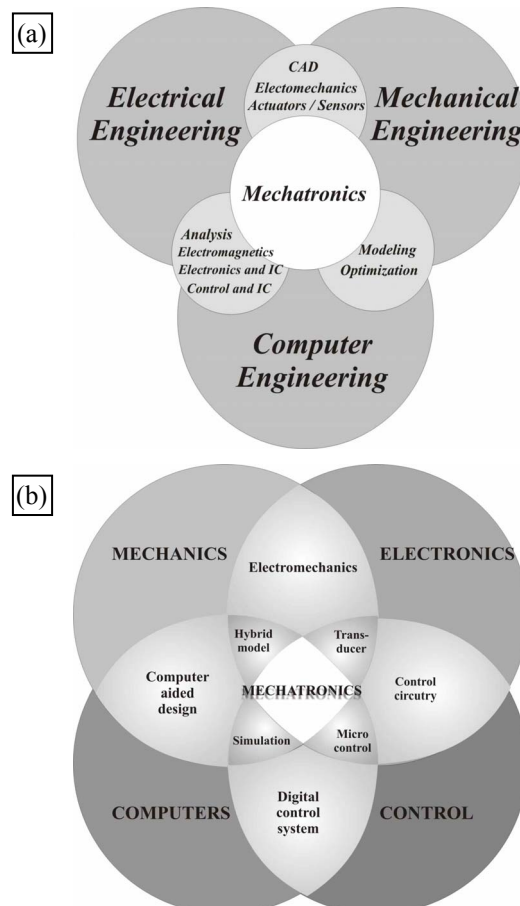 (a)
CAD
Electomechanics
Actuators / Sensors
Electrical
Engineering
Mechanical
Engineering
Mechatronics
Analysis
Electromagnetics
Electronics and IC
Control and IC
Modeling
Optimization
Computer
Engineering
(b)
MECHANICS
ELECTRONICS
Electromechanics
Hybrid
model
Trans-
ducer
Computer
aided
design
MECHATRONICS
Control
circutry
Simulation
Micro
control
COMPUTERS
Digital
control
system
CONTROL